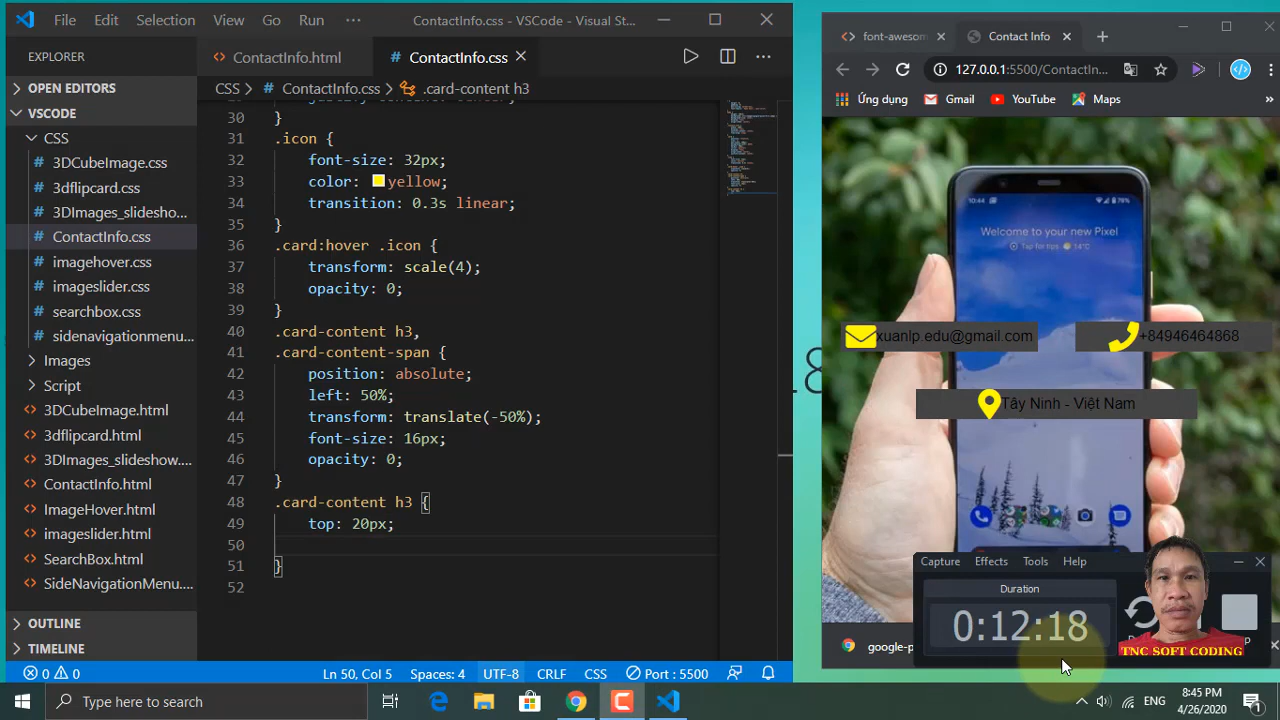 File Edit Selection View Go Run ··· ContactInfo.css - VSCode - Visual St...
EXPLORER
OPEN EDITORS
VSCODE
CSS
3DCubeImage.css
3dflipcard.css
3DImages_slidesho...
ContactInfo.css
imagehover.css
imageslider.css
searchbox.css
sidenavigationmenu...
Images
Script
3DCubeImage.html
3dflipcard.html
3DImages_slideshow....
ContactInfo.html
ImageHover.html
imageslider.html
SearchBox.html
SideNavigationMenu....
OUTLINE
TIMELINE
ContactInfo.html ContactInfo.css
CSS > ContactInfo.css > .card-content h3
30 }
31 .icon {
32 font-size: 32px;
33 color: yellow;
34 transition: 0.3s linear;
35 }
36 .card:hover .icon {
37 transform: scale(4);
38 opacity: 0;
39 }
40 .card-content h3,
41 .card-content-span {
42 position: absolute;
43 left: 50%;
44 transform: translate(-50%);
45 font-size: 16px;
46 opacity: 0;
47 }
48 .card-content h3 {
49 top: 20px;
50
51 }
52
0 0 Ln 50, Col 5 Spaces: 4 UTF-8 CRLF CSS Port : 5500
font-awesom Contact Info
127.0.0.1:5500/ContactIn...
Ứng dụng Gmail YouTube Maps »
10:44 79%
Welcome to your new Pixel
14°C
xuanlp.edu@gmail.com +84946464868
Tây Ninh - Việt Nam
18
Capture Effects Tools Help
Duration
0:12:18
TNC SOFT CODING
google-p
Type here to search
ENG
8:45 PM
4/26/2020
1